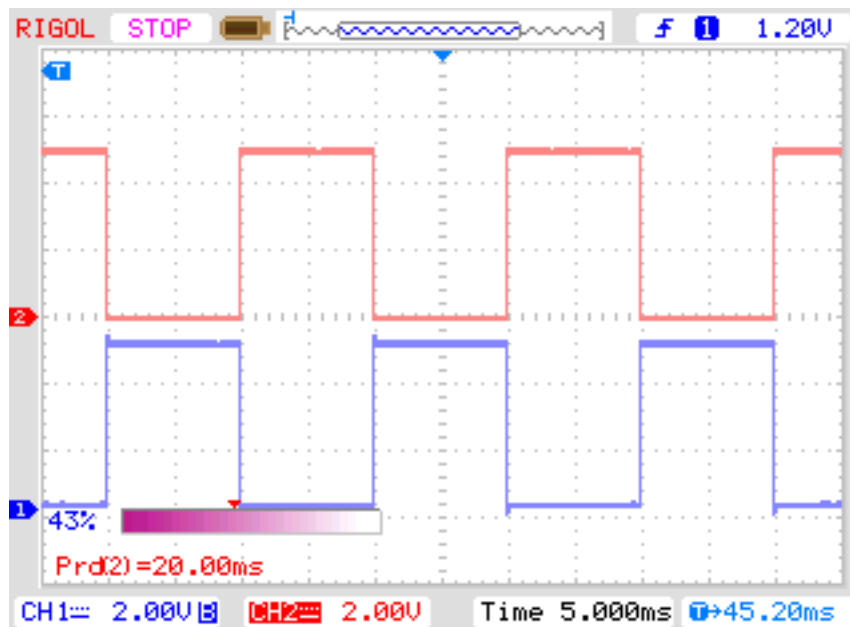 RIGOL STOP 1 1.20V
T
2
1
43%
Prd(2)=20.00ms
CH1 2.00V B CH2 2.00V Time 5.000ms T→45.20ms